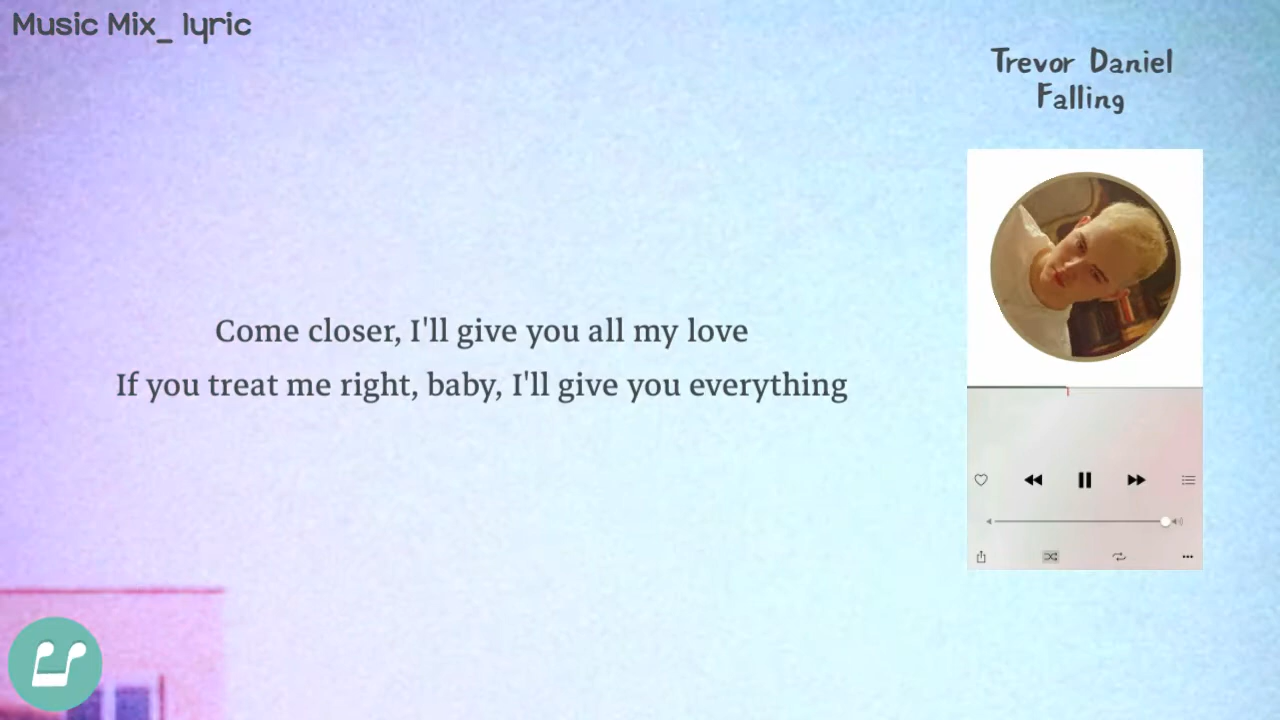 Music Mix_ lyric
Trevor Daniel
Falling
Come closer, I'll give you all my love
If you treat me right, baby, I'll give you everything